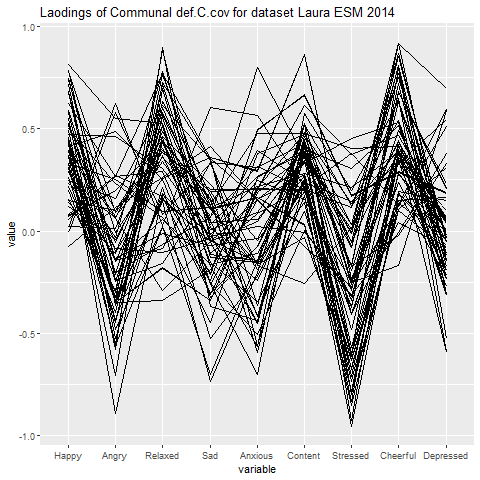 Laodings of Communal def.C.cov for dataset Laura ESM 2014
1.0
0.5
0.0
-0.5
-1.0
value
Happy Angry Relaxed Sad Anxious Content Stressed Cheerful Depressed
variable